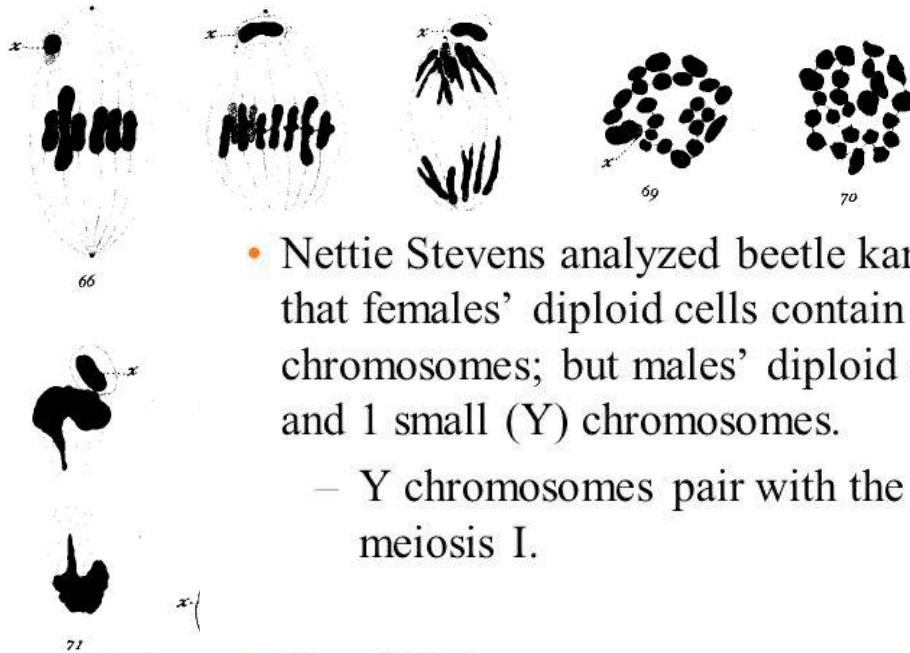 x
x
x
x
69
70
66
• Nettie Stevens analyzed beetle kar
that females’ diploid cells contain
chromosomes; but males’ diploid
and 1 small (Y) chromosomes.
x
– Y chromosomes pair with the
meiosis I.
x
71